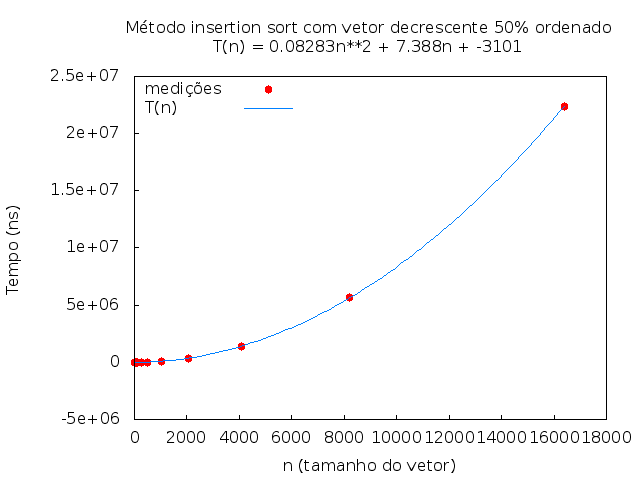 Método insertion sort com vetor decrescente 50% ordenado
T(n) = 0.08283n**2 + 7.388n + -3101
medições
T(n)
2.5e+07
2e+07
1.5e+07
1e+07
5e+06
0
-5e+06
Tempo (ns)
0 2000 4000 6000 8000 10000 12000 14000 16000 18000
n (tamanho do vetor)